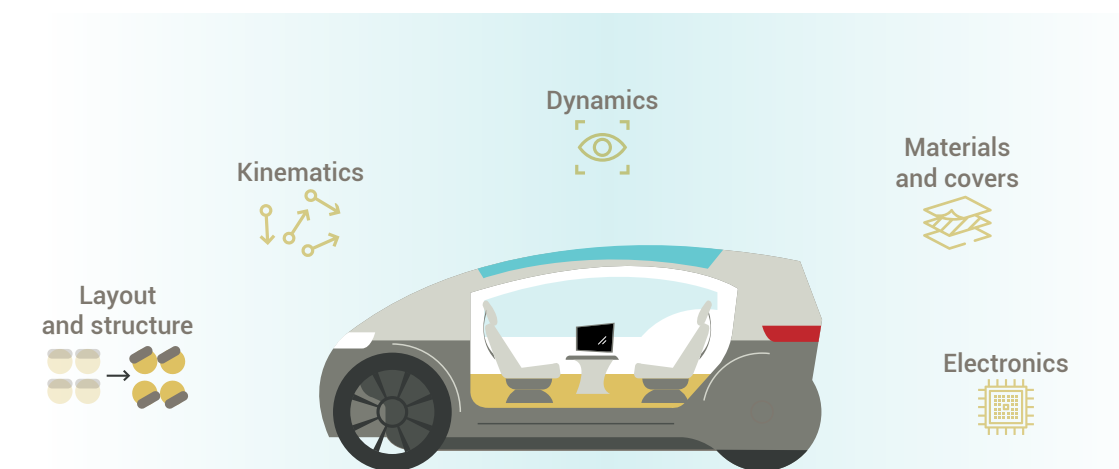 Dynamics
Kinematics
Materials
and covers
Layout
and structure
Electronics